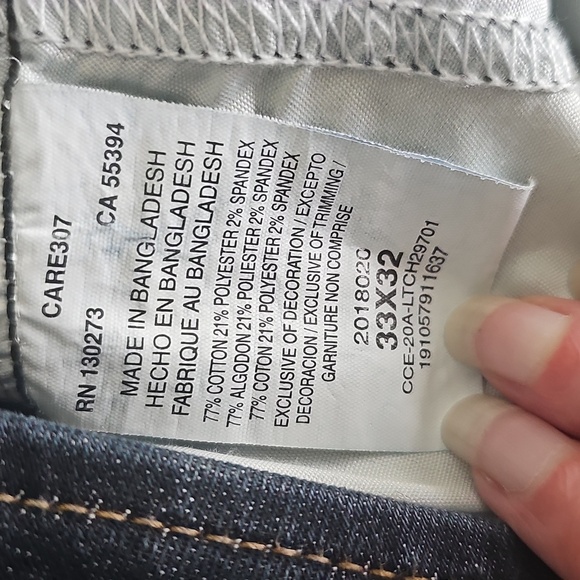 CARE307
RN 130273 CA 55394
MADE IN BANGLADESH
HECHO EN BANGLADESH
FABRIQUE AU BANGLADESH
77% COTTON 21% POLYESTER 2% SPANDEX
77% ALGODON 21% POLIESTER 2% SPANDEX
77% COTON 21% POLYESTER 2% SPANDEX
EXCLUSIVE OF DECORATION / EXCEPTO
DECORACION / EXCLUSIVE OF TRIMMING /
GARNITURE NON COMPRISE
2018020
33X32
CCE-20A-LTCH29701
191057911637